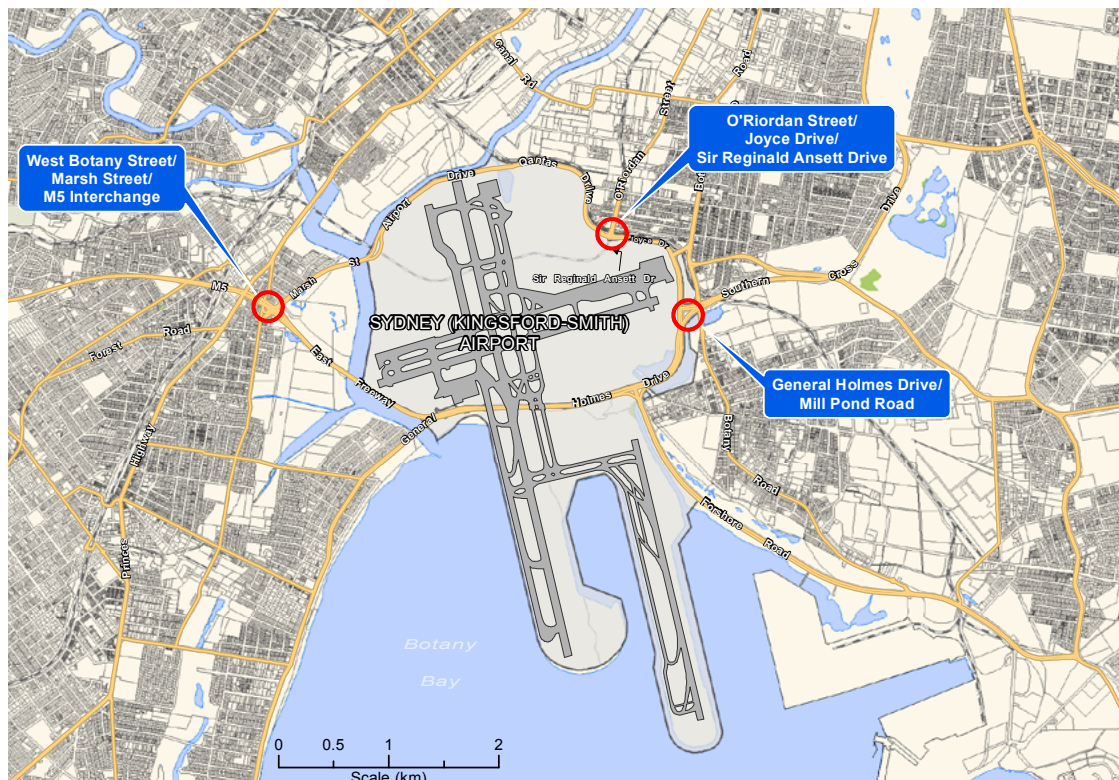 Canal Rd
Street
Road
O'Riordan Street/
Joyce Drive/
Sir Reginald Ansett Drive
West Botany Street/
Marsh Street/
M5 Interchange
Qantas
Drive
Drive
O'Riordan
Airport
Drive
Joyce Dr
Marsh St
Sir Reginald Ansett Dr
Cross
Southern
M5
SYDNEY (KINGSFORD-SMITH)
AIRPORT
Road
Forest
East
Freeway
General
Holmes
Drive
General Holmes Drive/
Mill Pond Road
Botany
Road
Highway
Princes
Forshore
Road
Botany
Bay
0 0.5 1 2
Scale (km)